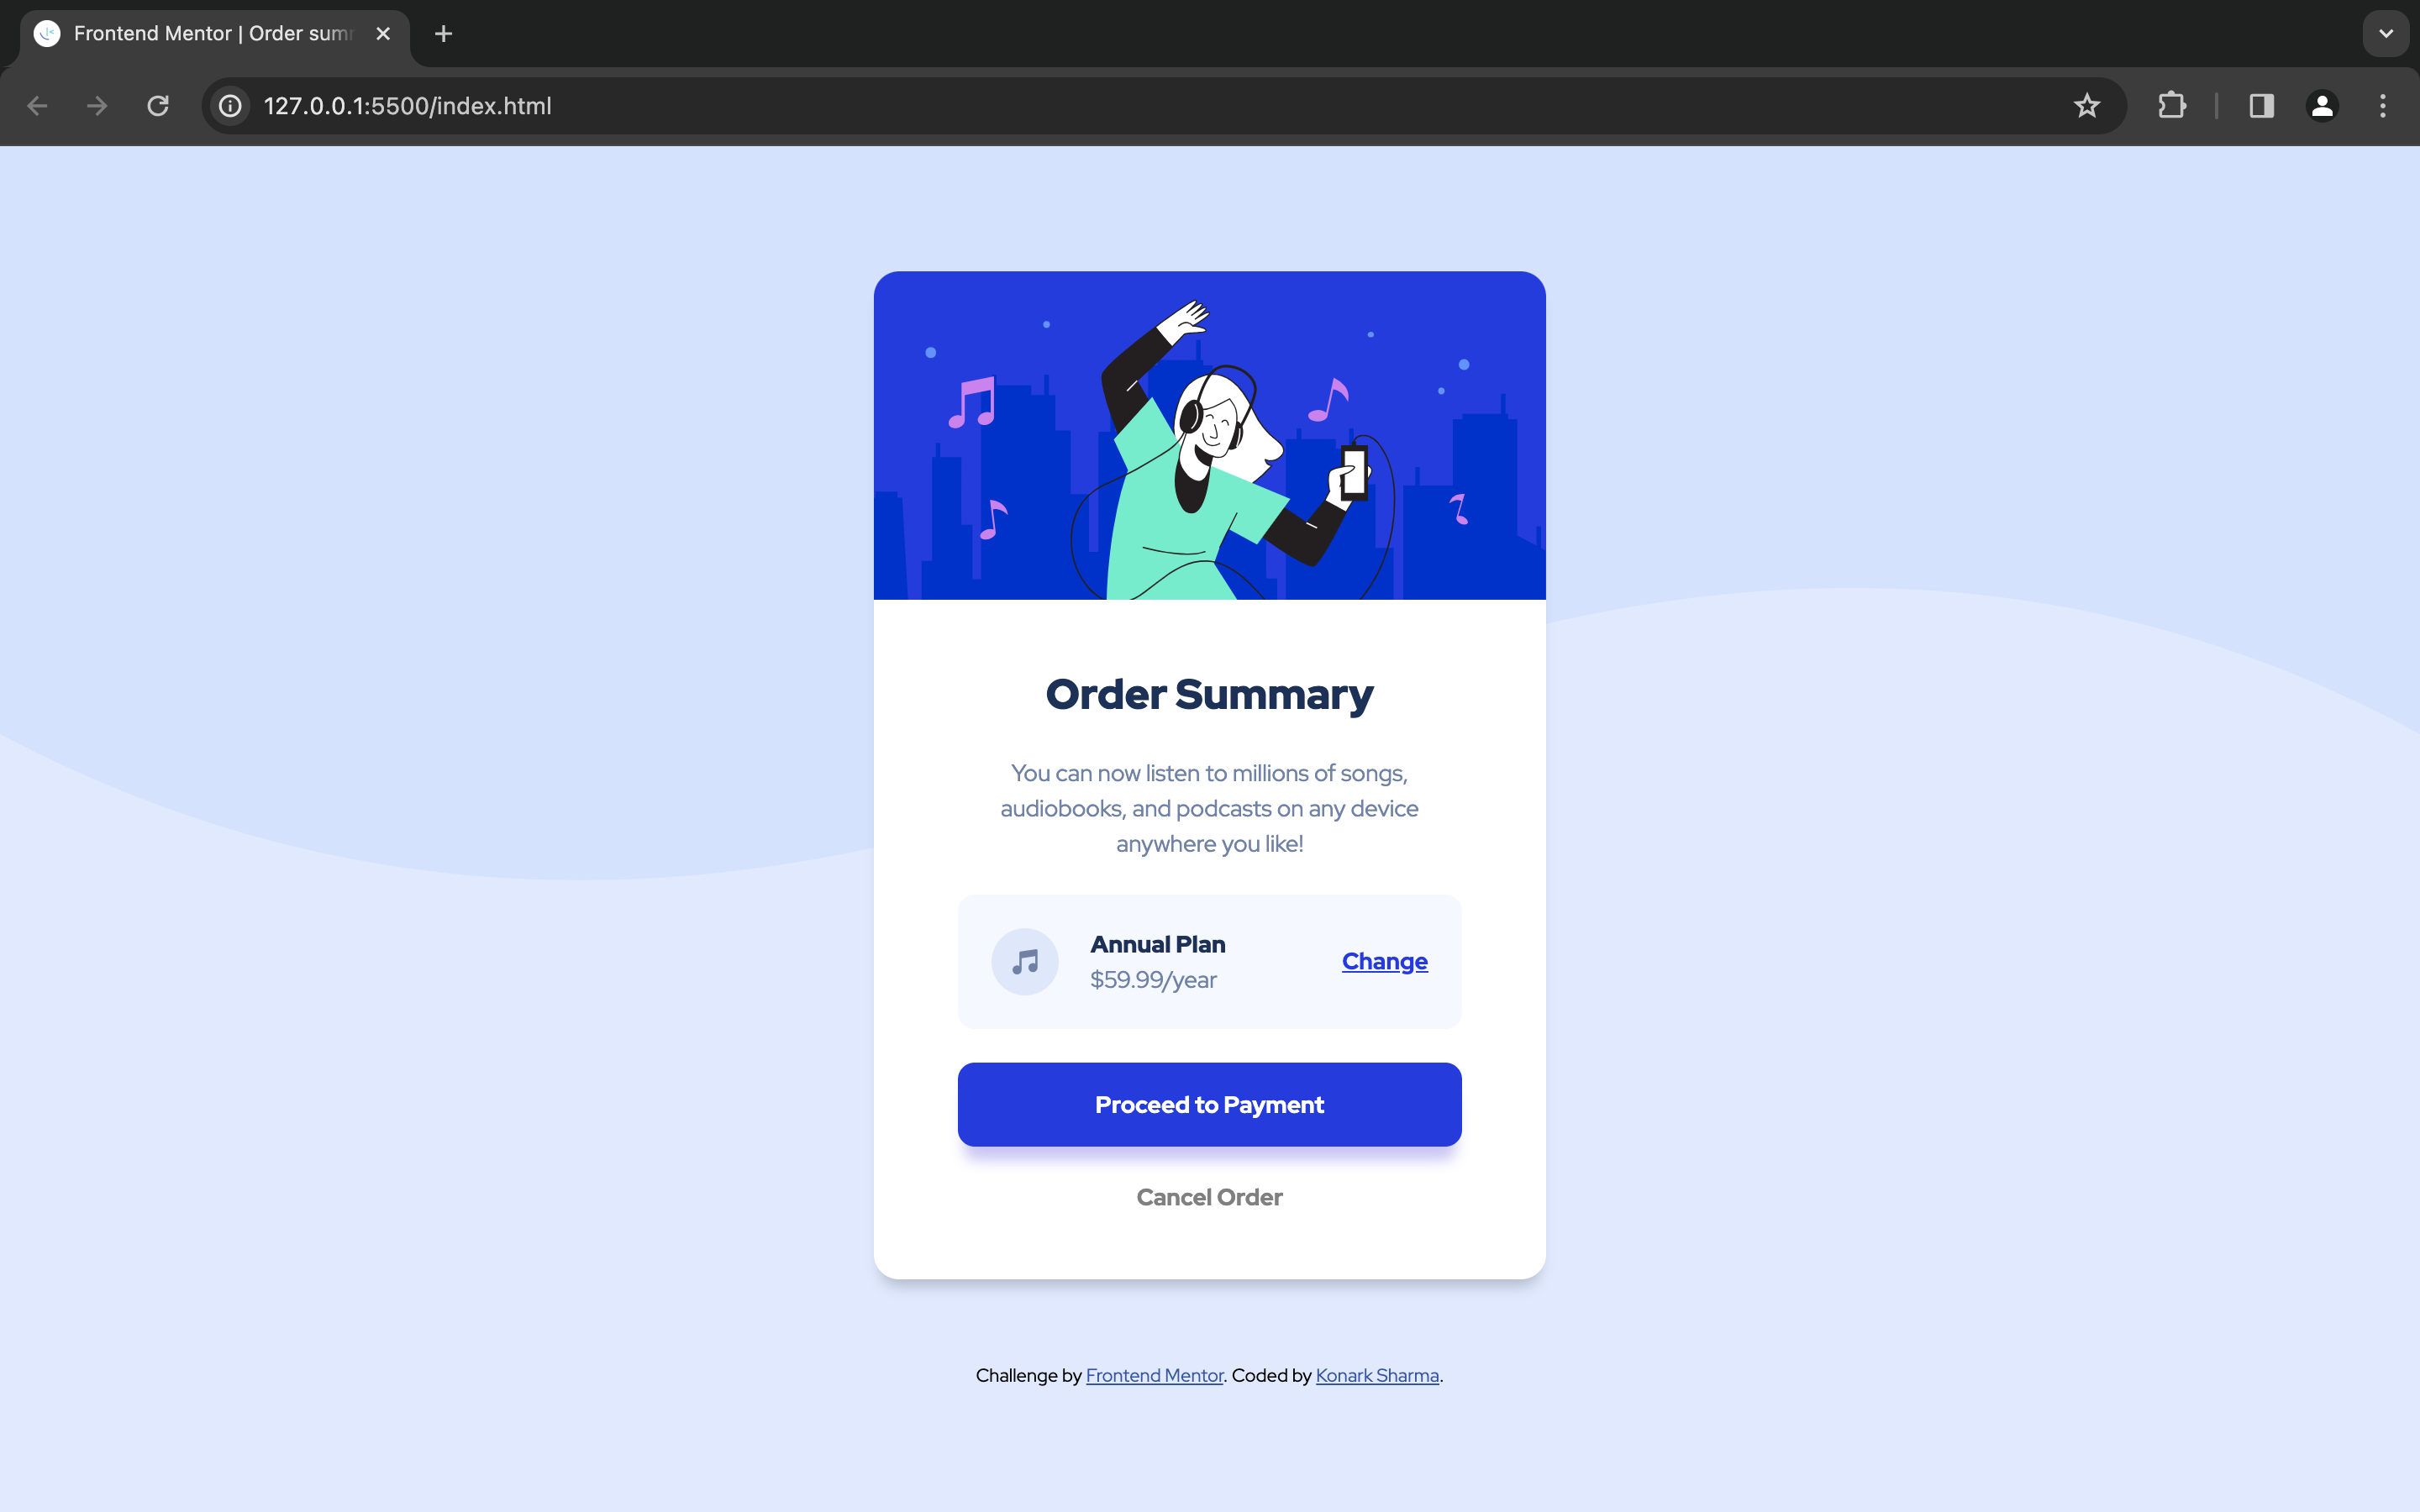 Frontend Mentor | Order sum
127.0.0.1:5500/index.html
Order Summary
You can now listen to millions of songs,
audiobooks, and podcasts on any device
anywhere you like!
Annual Plan
$59.99/year
Change
Proceed to Payment
Cancel Order
Challenge by Frontend Mentor. Coded by Konark Sharma.